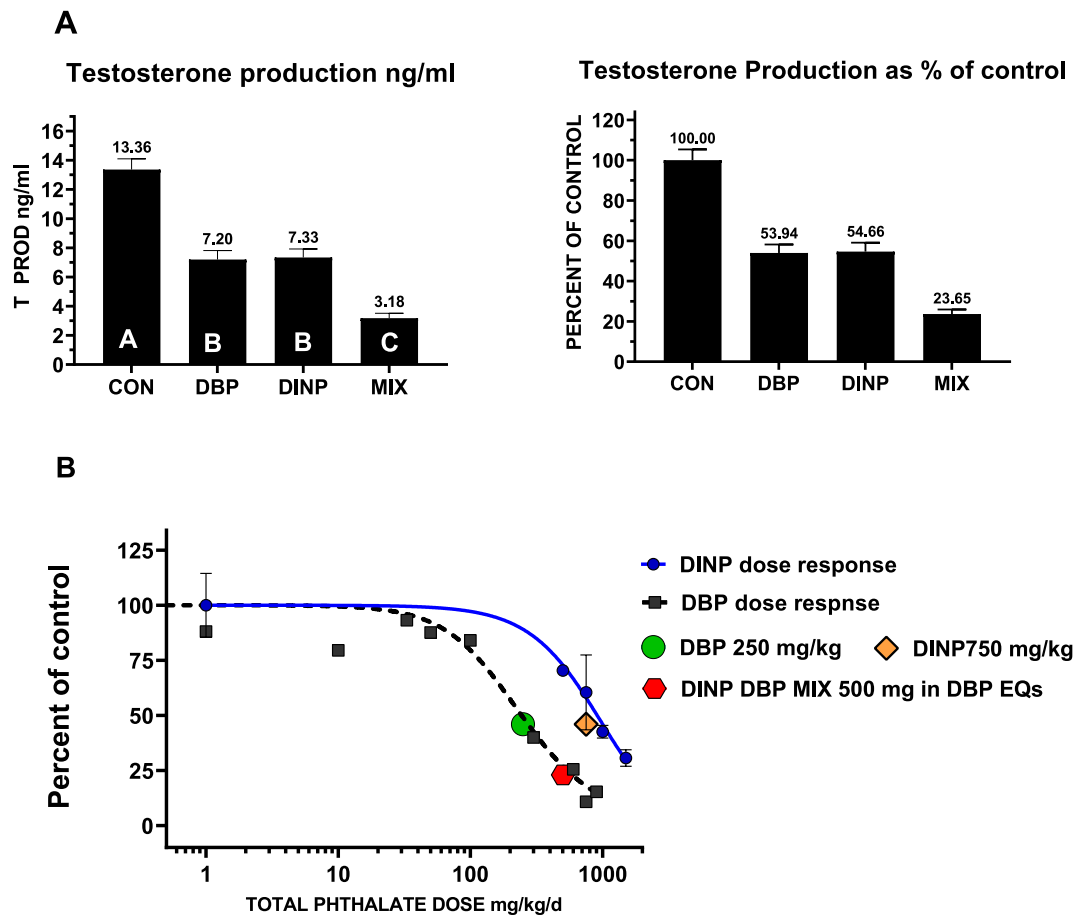 A
Testosterone production ng/ml
T PROD ng/ml
16
14
12
10
8
6
4
2
0
13.36
7.20
7.33
3.18
A
B
B
C
CON
DBP
DINP
MIX
Testosterone Production as % of control
PERCENT OF CONTROL
120
100
80
60
40
20
0
100.00
53.94
54.66
23.65
CON
DBP
DINP
MIX
B
Percent of control
125
100
75
50
25
0
1
10
100
1000
TOTAL PHTHALATE DOSE mg/kg/d
DINP dose response
DBP dose respnse
DBP 250 mg/kg
DINP750 mg/kg
DINP DBP MIX 500 mg in DBP EQs